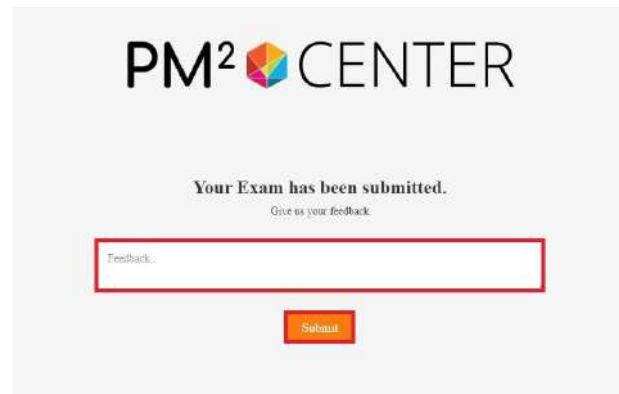 PM² CENTER
Your Exam has been submitted.
Give us your feedback
Feedback...
Submit